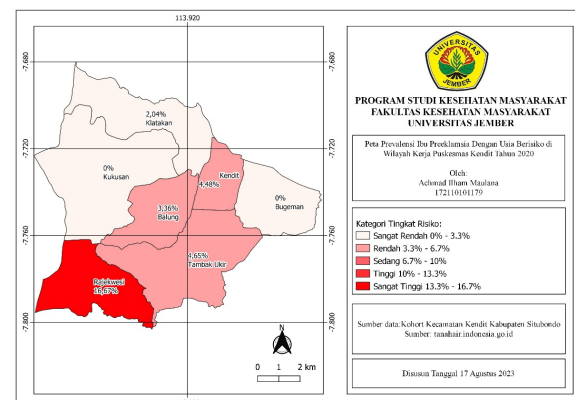 113.920
-7.680
-7.680
2,04%
Klatakan
-7.720
-7.720
0%
Kukusan
Kendit
4,48%
3,36%
Balung
0%
Bugeman
-7.760
-7.760
4,65%
Tambak Ukir
Rajekwesi
16,67%
-7.800
-7.800
N
0 1 2 km
UNIVERSITAS
JEMBER
PROGRAM STUDI KESEHATAN MASYARAKAT
FAKULTAS KESEHATAN MASYARAKAT
UNIVERSITAS JEMBER
Peta Prevalensi Ibu Preeklamsia Dengan Usia Berisiko di
Wilayah Kerja Puskesmas Kendit Tahun 2020
Oleh:
Achmad Ilham Maulana
172110101179
Kategori Tingkat Risiko:
Sangat Rendah 0% - 3.3%
Rendah 3.3% - 6.7%
Sedang 6.7% - 10%
Tinggi 10% - 13.3%
Sangat Tinggi 13.3% - 16.7%
Sumber data:Kohort Kecamatan Kendit Kabupaten Situbondo
Sumber: tanahair.indonesia.go.id
Disusun Tanggal 17 Agustus 2023